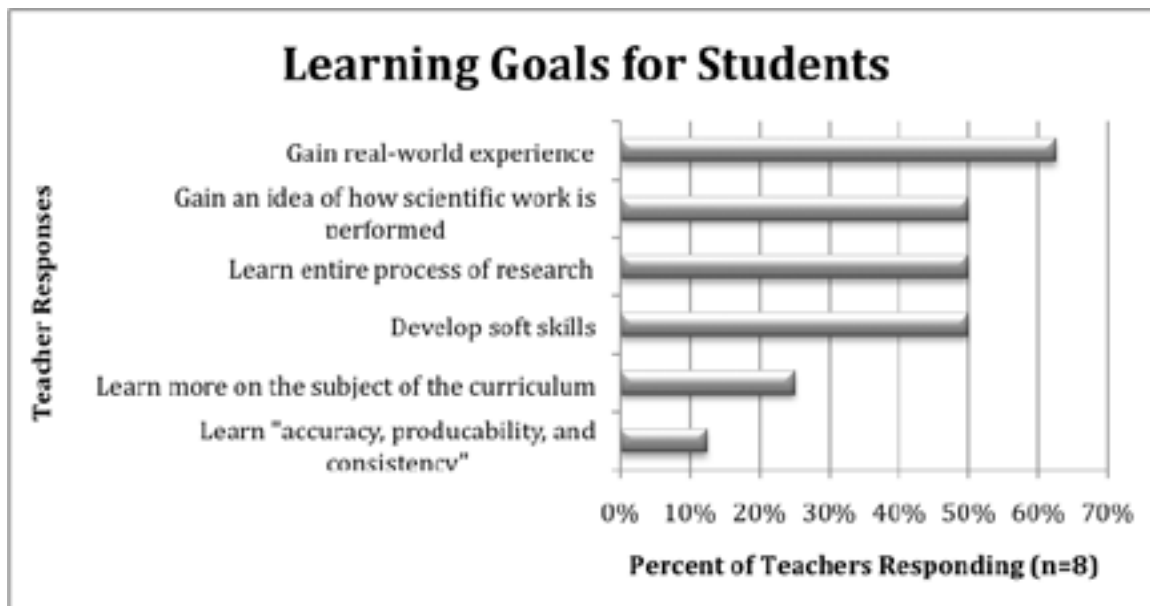 Learning Goals for Students
Teacher Responses
Gain real-world experience
Gain an idea of how scientific work is
performed
Learn entire process of research
Develop soft skills
Learn more on the subject of the curriculum
Learn "accuracy, producability, and
consistency"
0% 10% 20% 30% 40% 50% 60% 70%
Percent of Teachers Responding (n=8)